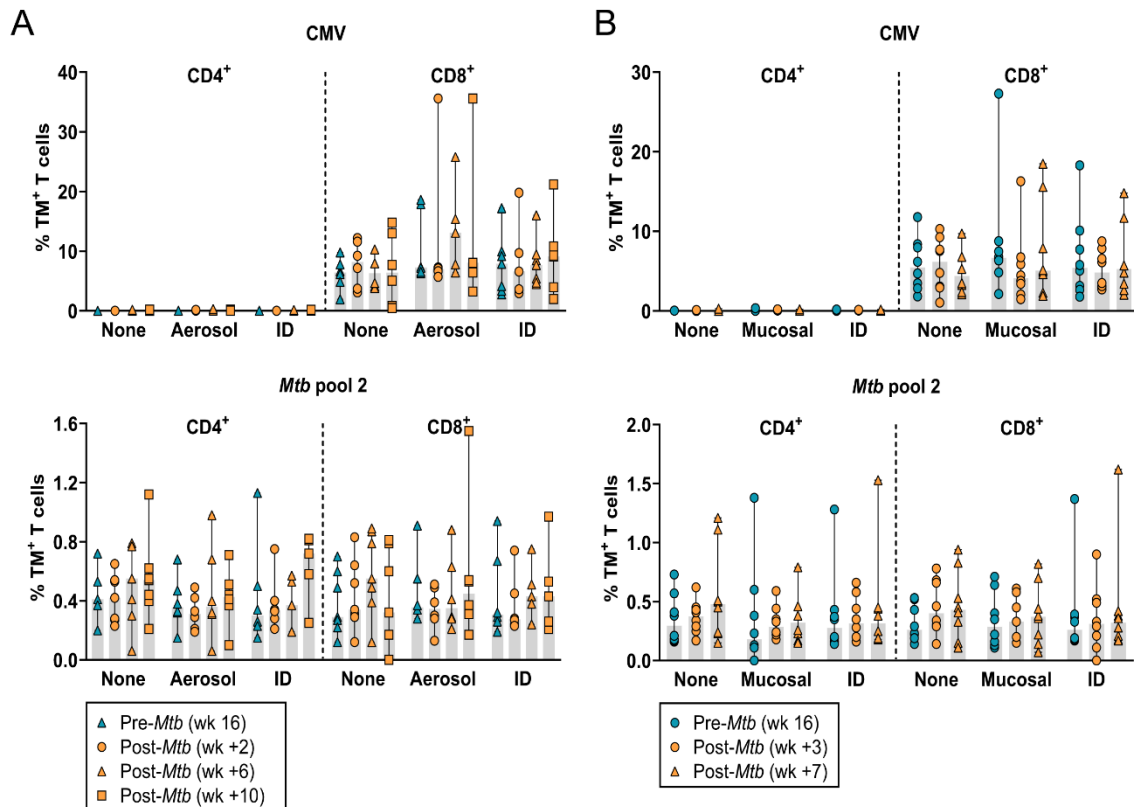 A
CMV
CD4+
CD8+
% TM+ T cells
40
30
20
10
0
None Aerosol ID None Aerosol ID
Mtb pool 2
CD4+
CD8+
% TM+ T cells
1.6
1.2
0.8
0.4
0.0
None Aerosol ID None Aerosol ID
Pre-Mtb (wk 16)
Post-Mtb (wk +2)
Post-Mtb (wk +6)
Post-Mtb (wk +10)
B
CMV
CD4+
CD8+
% TM+ T cells
30
20
10
0
None Mucosal ID None Mucosal ID
Mtb pool 2
CD4+
CD8+
% TM+ T cells
2.0
1.5
1.0
0.5
0.0
None Mucosal ID None Mucosal ID
Pre-Mtb (wk 16)
Post-Mtb (wk +3)
Post-Mtb (wk +7)